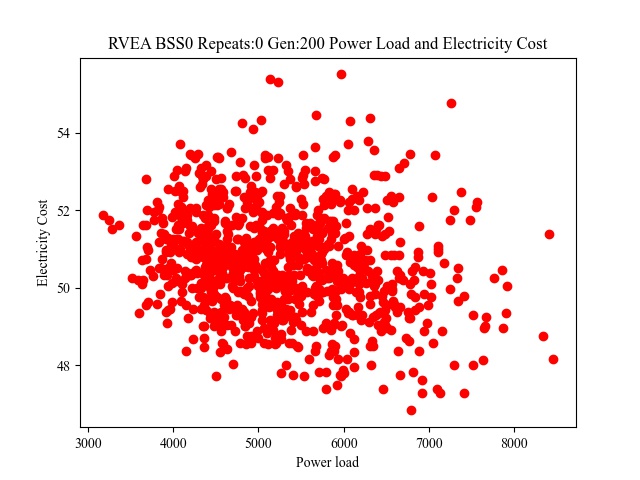 RVEA BSS0 Repeats:0 Gen:200 Power Load and Electricity Cost
54
52
50
48
Electricity Cost
3000 4000 5000 6000 7000 8000
Power load